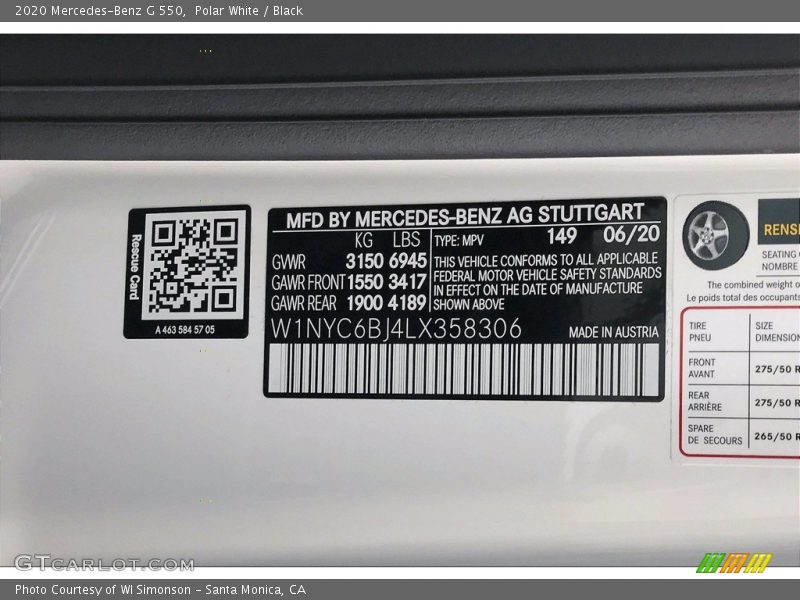 2020 Mercedes-Benz G 550,  Polar White / Black
Rescue Card
A 463 584 57 05
MFD BY MERCEDES-BENZ AG STUTTGART
KG LBS
TYPE: MPV 149 06/20
GVWR 3150 6945
GAWR FRONT 1550 3417
GAWR REAR 1900 4189
THIS VEHICLE CONFORMS TO ALL APPLICABLE
FEDERAL MOTOR VEHICLE SAFETY STANDARDS
IN EFFECT ON THE DATE OF MANUFACTURE
SHOWN ABOVE
W1NYC6BJ4LX358306
MADE IN AUSTRIA
SEATING
NOMBRE
The combined weight o
Le poids total des occupants
TIRE
PNEU
SIZE
DIMENSION
FRONT
AVANT
275/50 R
REAR
ARRIÈRE
275/50 R
SPARE
DE SECOURS
265/50 R
GTCARLOT.COM
Photo Courtesy of WI Simonson - Santa Monica, CA